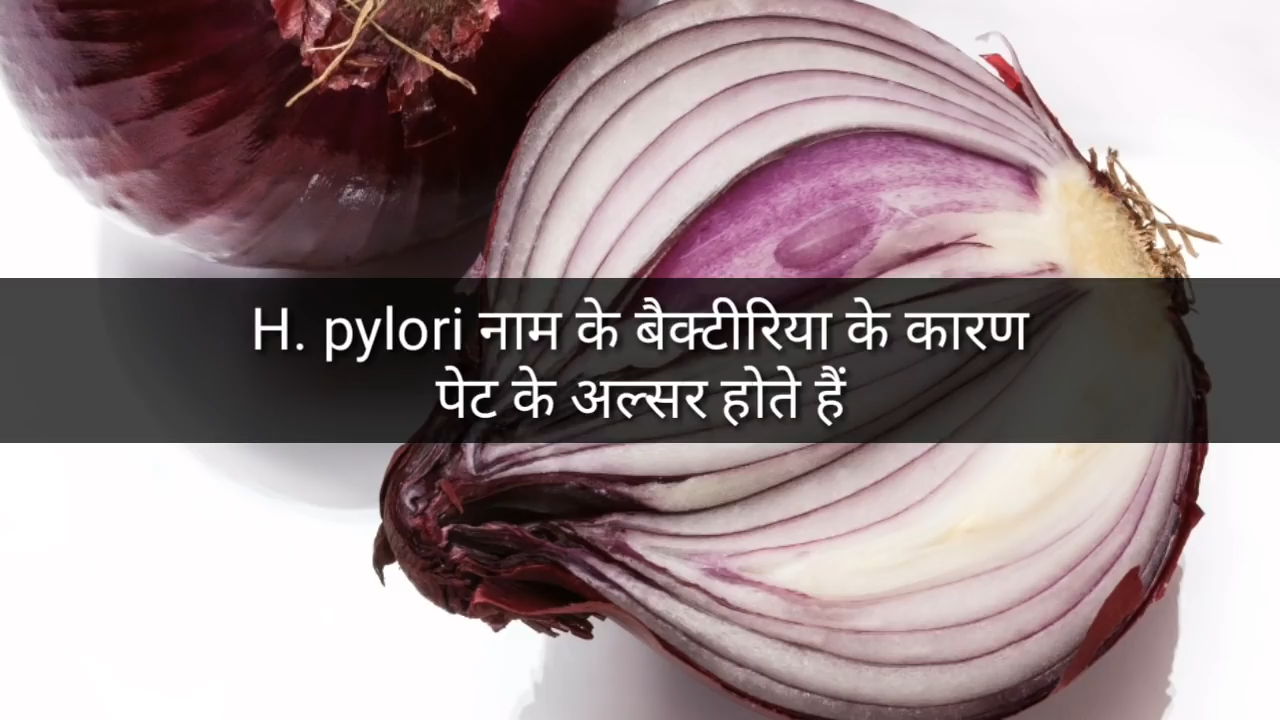 H. pylori नाम के बैक्टीरिया के कारण
पेट के अल्सर होते हैं